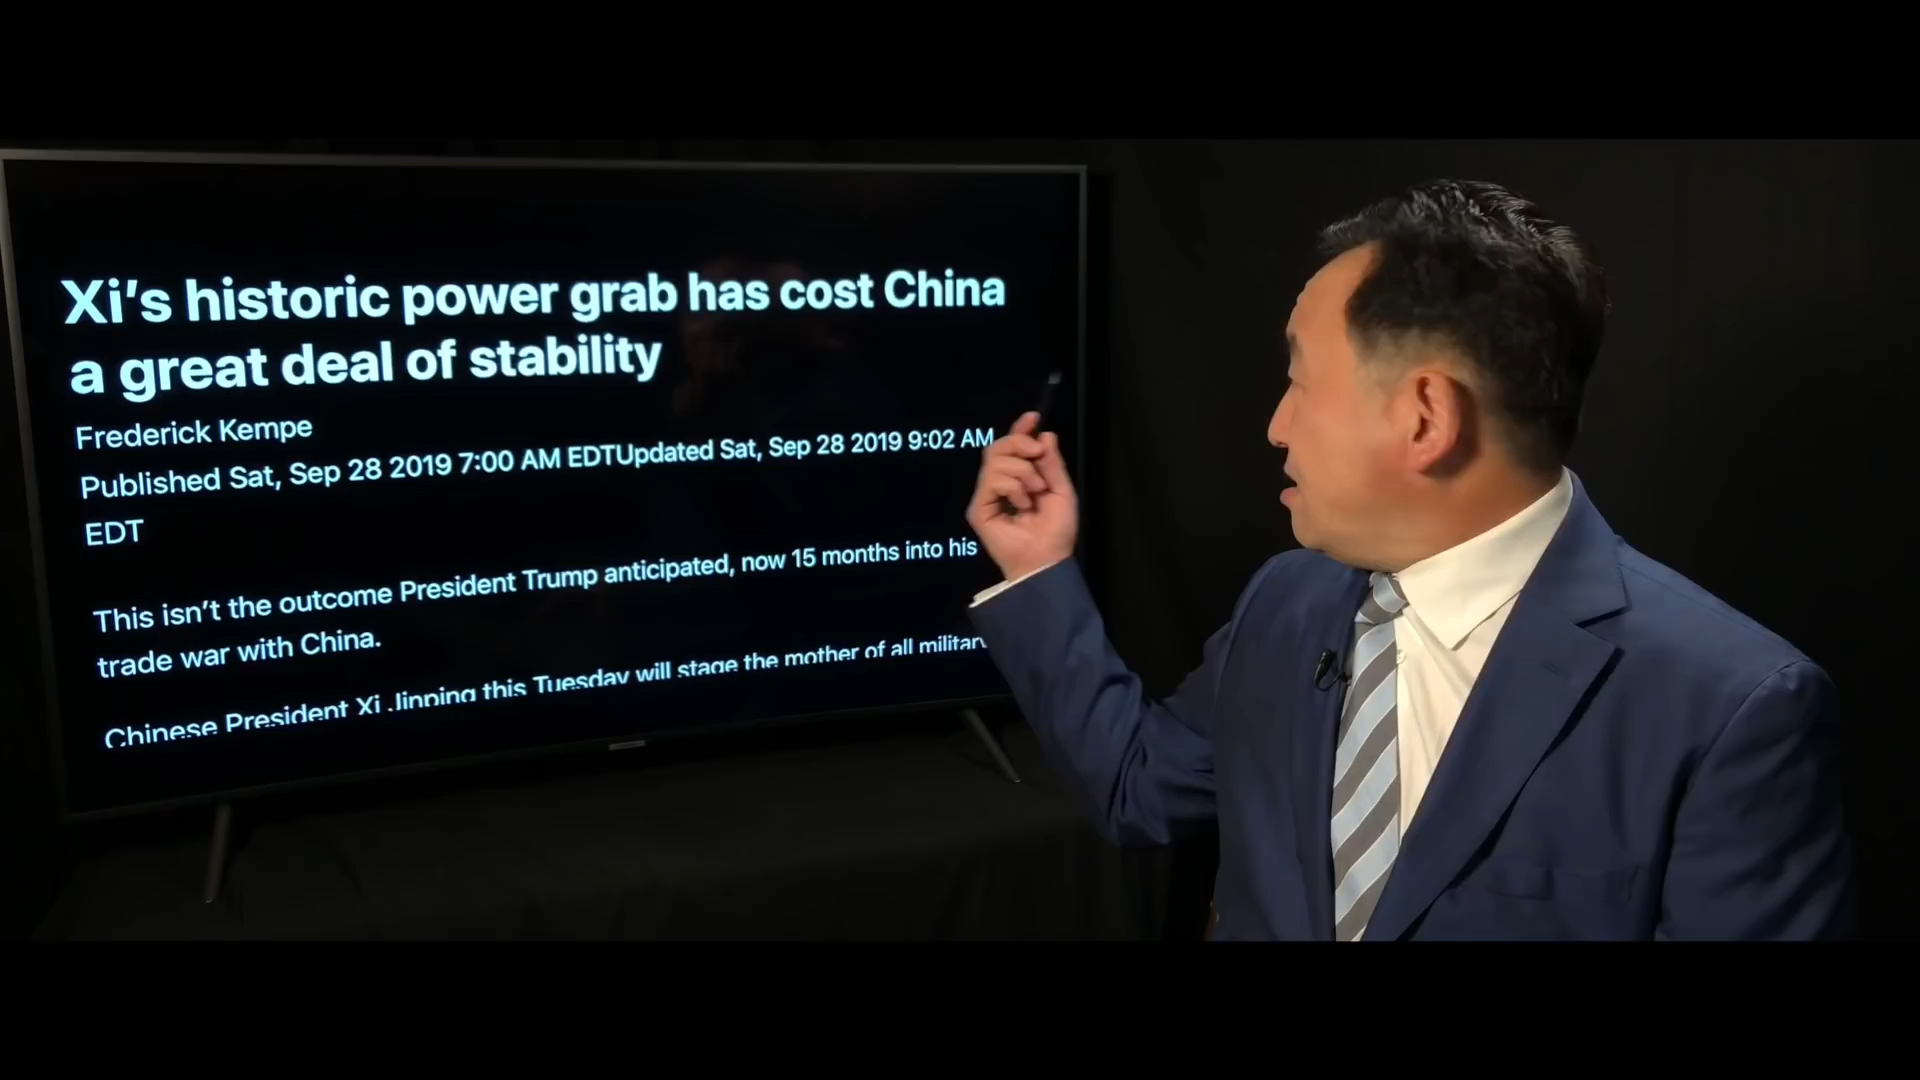 Xi's historic power grab has cost China
a great deal of stability
Frederick Kempe
Published Sat, Sep 28 2019 7:00 AM EDTUpdated Sat, Sep 28 2019 9:02 AM
EDT
This isn't the outcome President Trump anticipated, now 15 months into his
trade war with China.
Chinese President Xi Jinping this Tuesday will stage the mother of all military